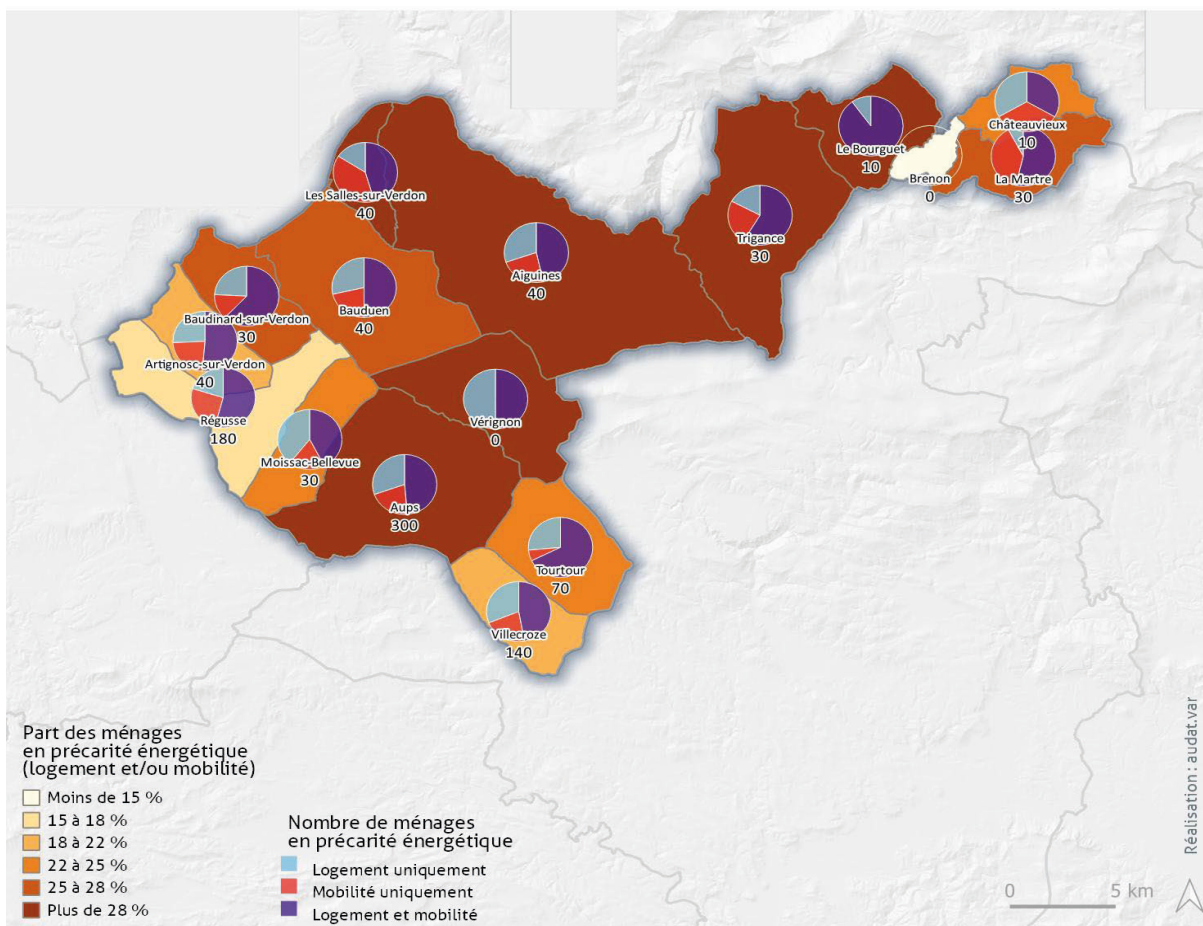 Châteauvieux
10
Le Bourguet
10
Brenon
0
La Martre
30
Les Salles-sur-Verdon
40
Trigance
30
Aiguines
40
Bauduen
40
Baudinard-sur-Verdon
30
Artignosc-sur-Verdon
40
Régusse
180
Vérignon
0
Moissac-Bellevue
30
Aups
300
Tourtour
70
Villecroze
140
Part des ménages
en précarité énergétique
(logement et/ou mobilité)
Moins de 15 %
15 à 18 %
18 à 22 %
22 à 25 %
25 à 28 %
Plus de 28 %
Nombre de ménages
en précarité énergétique
Logement uniquement
Mobilité uniquement
Logement et mobilité
0 5 km
Réalisation : audat.var